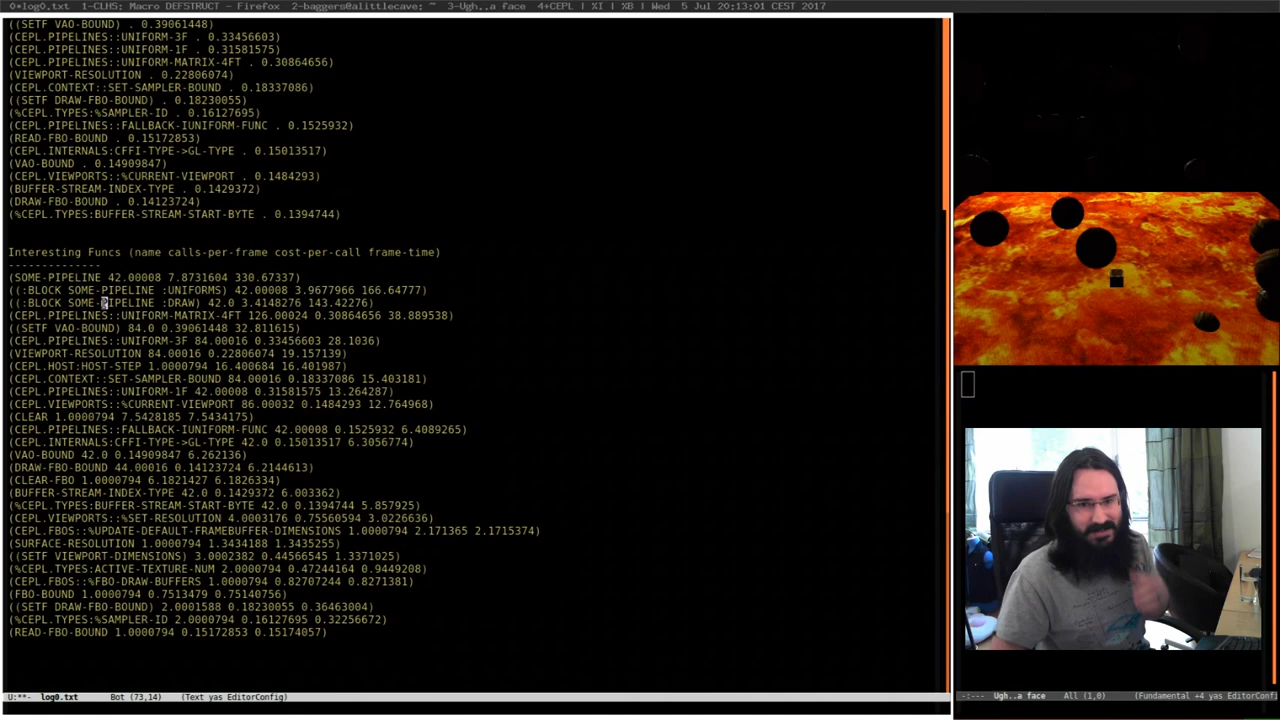 0*log0.txt  1-CLHS: Macro DEFSTRUCT - Firefox  2-baggers@alittlecave: ~  3-Ugh..a face  4+CEPL | %I | %B | Wed  5 Jul 20:13:01 CEST 2017
((SETF VAO-BOUND) . 0.39061448)
(CEPL.PIPELINES::UNIFORM-3F . 0.33456603)
(CEPL.PIPELINES::UNIFORM-1F . 0.31581575)
(CEPL.PIPELINES::UNIFORM-MATRIX-4FT . 0.30864656)
(VIEWPORT-RESOLUTION . 0.22806074)
(CEPL.CONTEXT::SET-SAMPLER-BOUND . 0.18337086)
((SETF DRAW-FBO-BOUND) . 0.18230055)
(%CEPL.TYPES:%SAMPLER-ID . 0.16127695)
(CEPL.PIPELINES::FALLBACK-IUNIFORM-FUNC . 0.1525932)
(READ-FBO-BOUND . 0.15172853)
(CEPL.INTERNALS:CFFI-TYPE->GL-TYPE . 0.15013517)
(VAO-BOUND . 0.14909847)
(CEPL.VIEWPORTS::%CURRENT-VIEWPORT . 0.1484293)
(BUFFER-STREAM-INDEX-TYPE . 0.1429372)
(DRAW-FBO-BOUND . 0.14123724)
(%CEPL.TYPES:BUFFER-STREAM-START-BYTE . 0.1394744)
Interesting Funcs (name calls-per-frame cost-per-call frame-time)
--------------
(SOME-PIPELINE 42.00008 7.8731604 330.67337)
((:BLOCK SOME-PIPELINE :UNIFORMS) 42.00008 3.9677966 166.64777)
((:BLOCK SOME-PIPELINE :DRAW) 42.0 3.4148276 143.42276)
(CEPL.PIPELINES::UNIFORM-MATRIX-4FT 126.00024 0.30864656 38.889538)
((SETF VAO-BOUND) 84.0 0.39061448 32.811615)
(CEPL.PIPELINES::UNIFORM-3F 84.00016 0.33456603 28.1036)
(VIEWPORT-RESOLUTION 84.00016 0.22806074 19.157139)
(CEPL.HOST:HOST-STEP 1.0000794 16.400684 16.401987)
(CEPL.CONTEXT::SET-SAMPLER-BOUND 84.00016 0.18337086 15.403181)
(CEPL.PIPELINES::UNIFORM-1F 42.00008 0.31581575 13.264287)
(CEPL.VIEWPORTS::%CURRENT-VIEWPORT 86.00032 0.1484293 12.764968)
(CLEAR 1.0000794 7.5428185 7.5434175)
(CEPL.PIPELINES::FALLBACK-IUNIFORM-FUNC 42.00008 0.1525932 6.4089265)
(CEPL.INTERNALS:CFFI-TYPE->GL-TYPE 42.0 0.15013517 6.3056774)
(VAO-BOUND 42.0 0.14909847 6.262136)
(DRAW-FBO-BOUND 44.00016 0.14123724 6.2144613)
(CLEAR-FBO 1.0000794 6.1821427 6.1826334)
(BUFFER-STREAM-INDEX-TYPE 42.0 0.1429372 6.003362)
(%CEPL.TYPES:BUFFER-STREAM-START-BYTE 42.0 0.1394744 5.857925)
(CEPL.VIEWPORTS::%SET-RESOLUTION 4.0003176 0.75560594 3.0226636)
(CEPL.FBOS::%UPDATE-DEFAULT-FRAMEBUFFER-DIMENSIONS 1.0000794 2.171365 2.1715374)
(SURFACE-RESOLUTION 1.0000794 1.3434188 1.3435255)
((SETF VIEWPORT-DIMENSIONS) 3.0002382 0.44566545 1.3371025)
(%CEPL.TYPES:ACTIVE-TEXTURE-NUM 2.0000794 0.47244164 0.9449208)
(CEPL.FBOS::%FBO-DRAW-BUFFERS 1.0000794 0.82707244 0.8271381)
(FBO-BOUND 1.0000794 0.7513479 0.75140756)
((SETF DRAW-FBO-BOUND) 2.0001588 0.18230055 0.36463004)
(%CEPL.TYPES:%SAMPLER-ID 2.0000794 0.16127695 0.32256672)
(READ-FBO-BOUND 1.0000794 0.15172853 0.15174057)
U:**-  log0.txt       Bot (73,14)    (Text yas EditorConfig)
-:---  Ugh..a face    All (1,0)     (Fundamental +4 yas EditorConfi